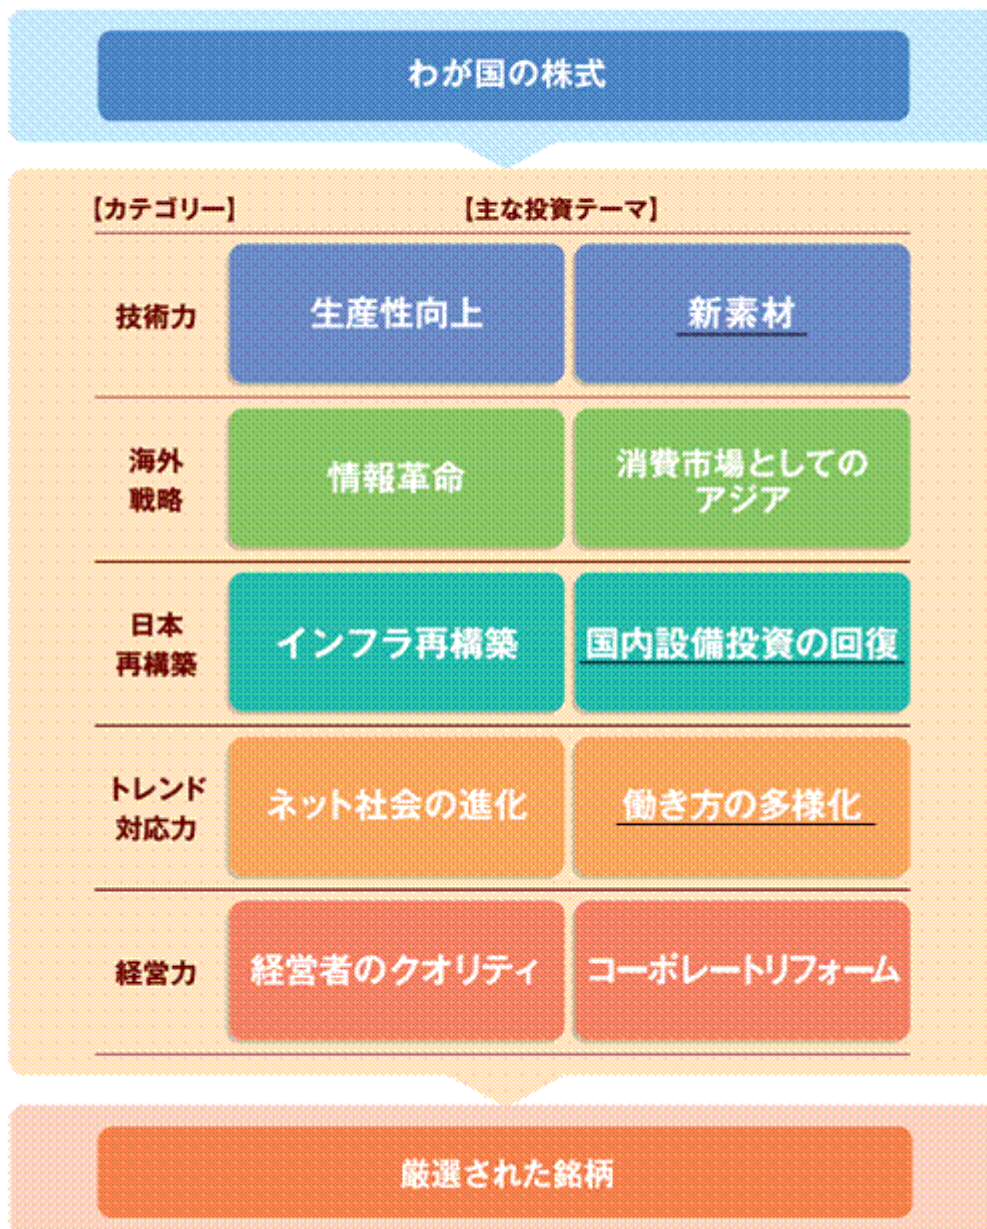 わが国の株式
【カテゴリー】 【主な投資テーマ】
技術力
生産性向上
新素材
海外
戦略
情報革命
消費市場としての
アジア
日本
再構築
インフラ再構築
国内設備投資の回復
トレンド
対応力
ネット社会の進化
働き方の多様化
経営力
経営者のクオリティ
コーポレートリフォーム
厳選された銘柄